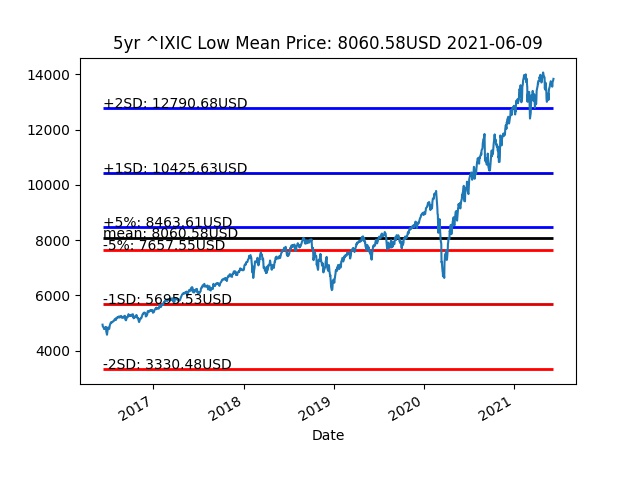 5yr ^IXIC Low Mean Price: 8060.58USD 2021-06-09
14000
+2SD: 12790.68USD
12000
+1SD: 10425.63USD
10000
+5%: 8463.61USD
mean: 8060.58USD
8000
-5%: 7657.55USD
6000
-1SD: 5695.53USD
4000
-2SD: 3330.48USD
2017
2018
2019
2020
2021
Date